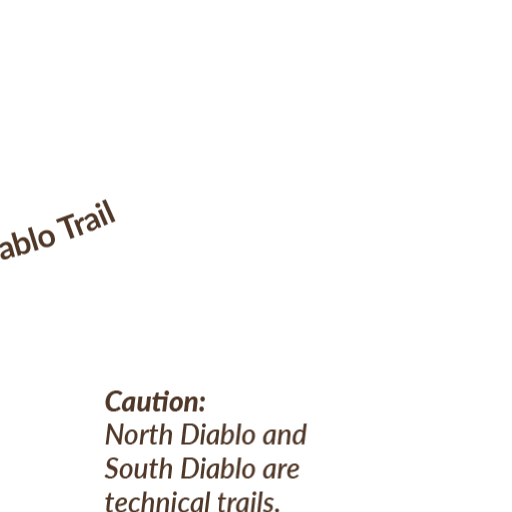 ablo Trail
Caution:
North Diablo and
South Diablo are
technical trails.